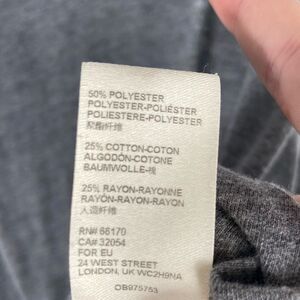 50% POLYESTER
POLYESTER-POLIÉSTER
POLIESTERE-POLYESTER
聚酯纤维
25% COTTON-COTON
ALGODÓN-COTONE
BAUMWOLLE-棉
25% RAYON-RAYONNE
RAYÓN-RAYON-RAYON
人造纤维
RN# 66170
CA# 32054
FOR EU
24 WEST STREET
LONDON, UK WC2H9NA
OB975753